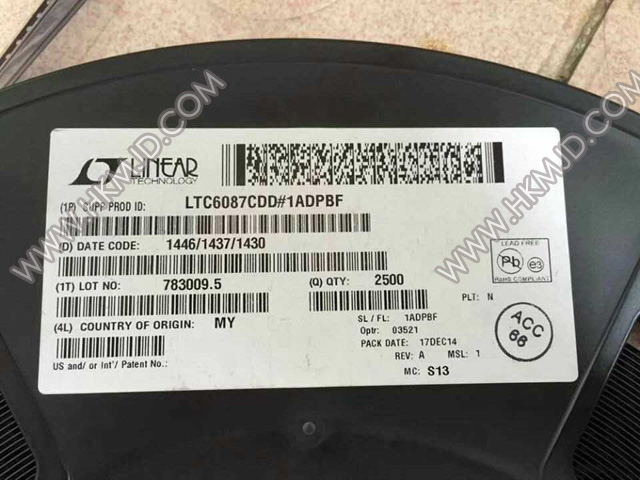 LINEAR
TECHNOLOGY
(1P) SUPP PROD ID: LTC6087CDD#1ADPBF
(D) DATE CODE: 1446/1437/1430
(1T) LOT NO: 783009.5 (Q) QTY: 2500
(4L) COUNTRY OF ORIGIN: MY
US and/ or Int'/ Patent No.:
SL / FL: 1ADPBF
Optr: 03521
PACK DATE: 17DEC14
REV: A MSL: 1
MC: S13
PLT: N
LEAD FREE
Pb e3
RoHS COMPLIANT
ACC
66
WWW.HKMJD.COM
WWW.HKMJD.COM
WWW.HKMJD.COM